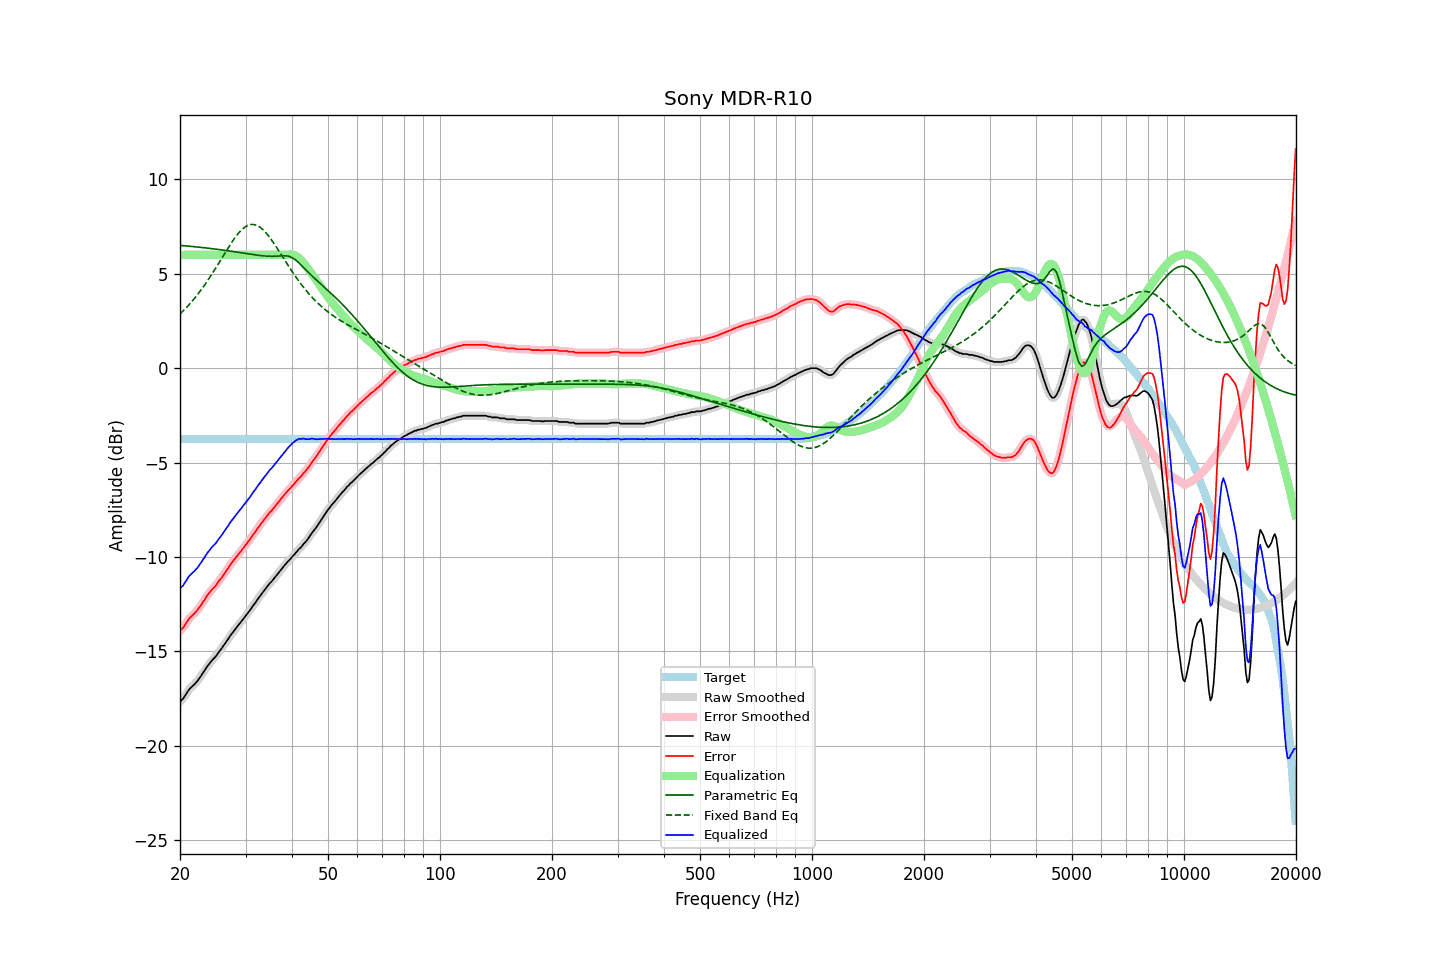 Sony MDR-R10
Amplitude (dBr)
10
5
0
−5
−10
−15
−20
−25
Target
Raw Smoothed
Error Smoothed
Raw
Error
Equalization
Parametric Eq
Fixed Band Eq
Equalized
20 50 100 200 500 1000 2000 5000 10000 20000
Frequency (Hz)